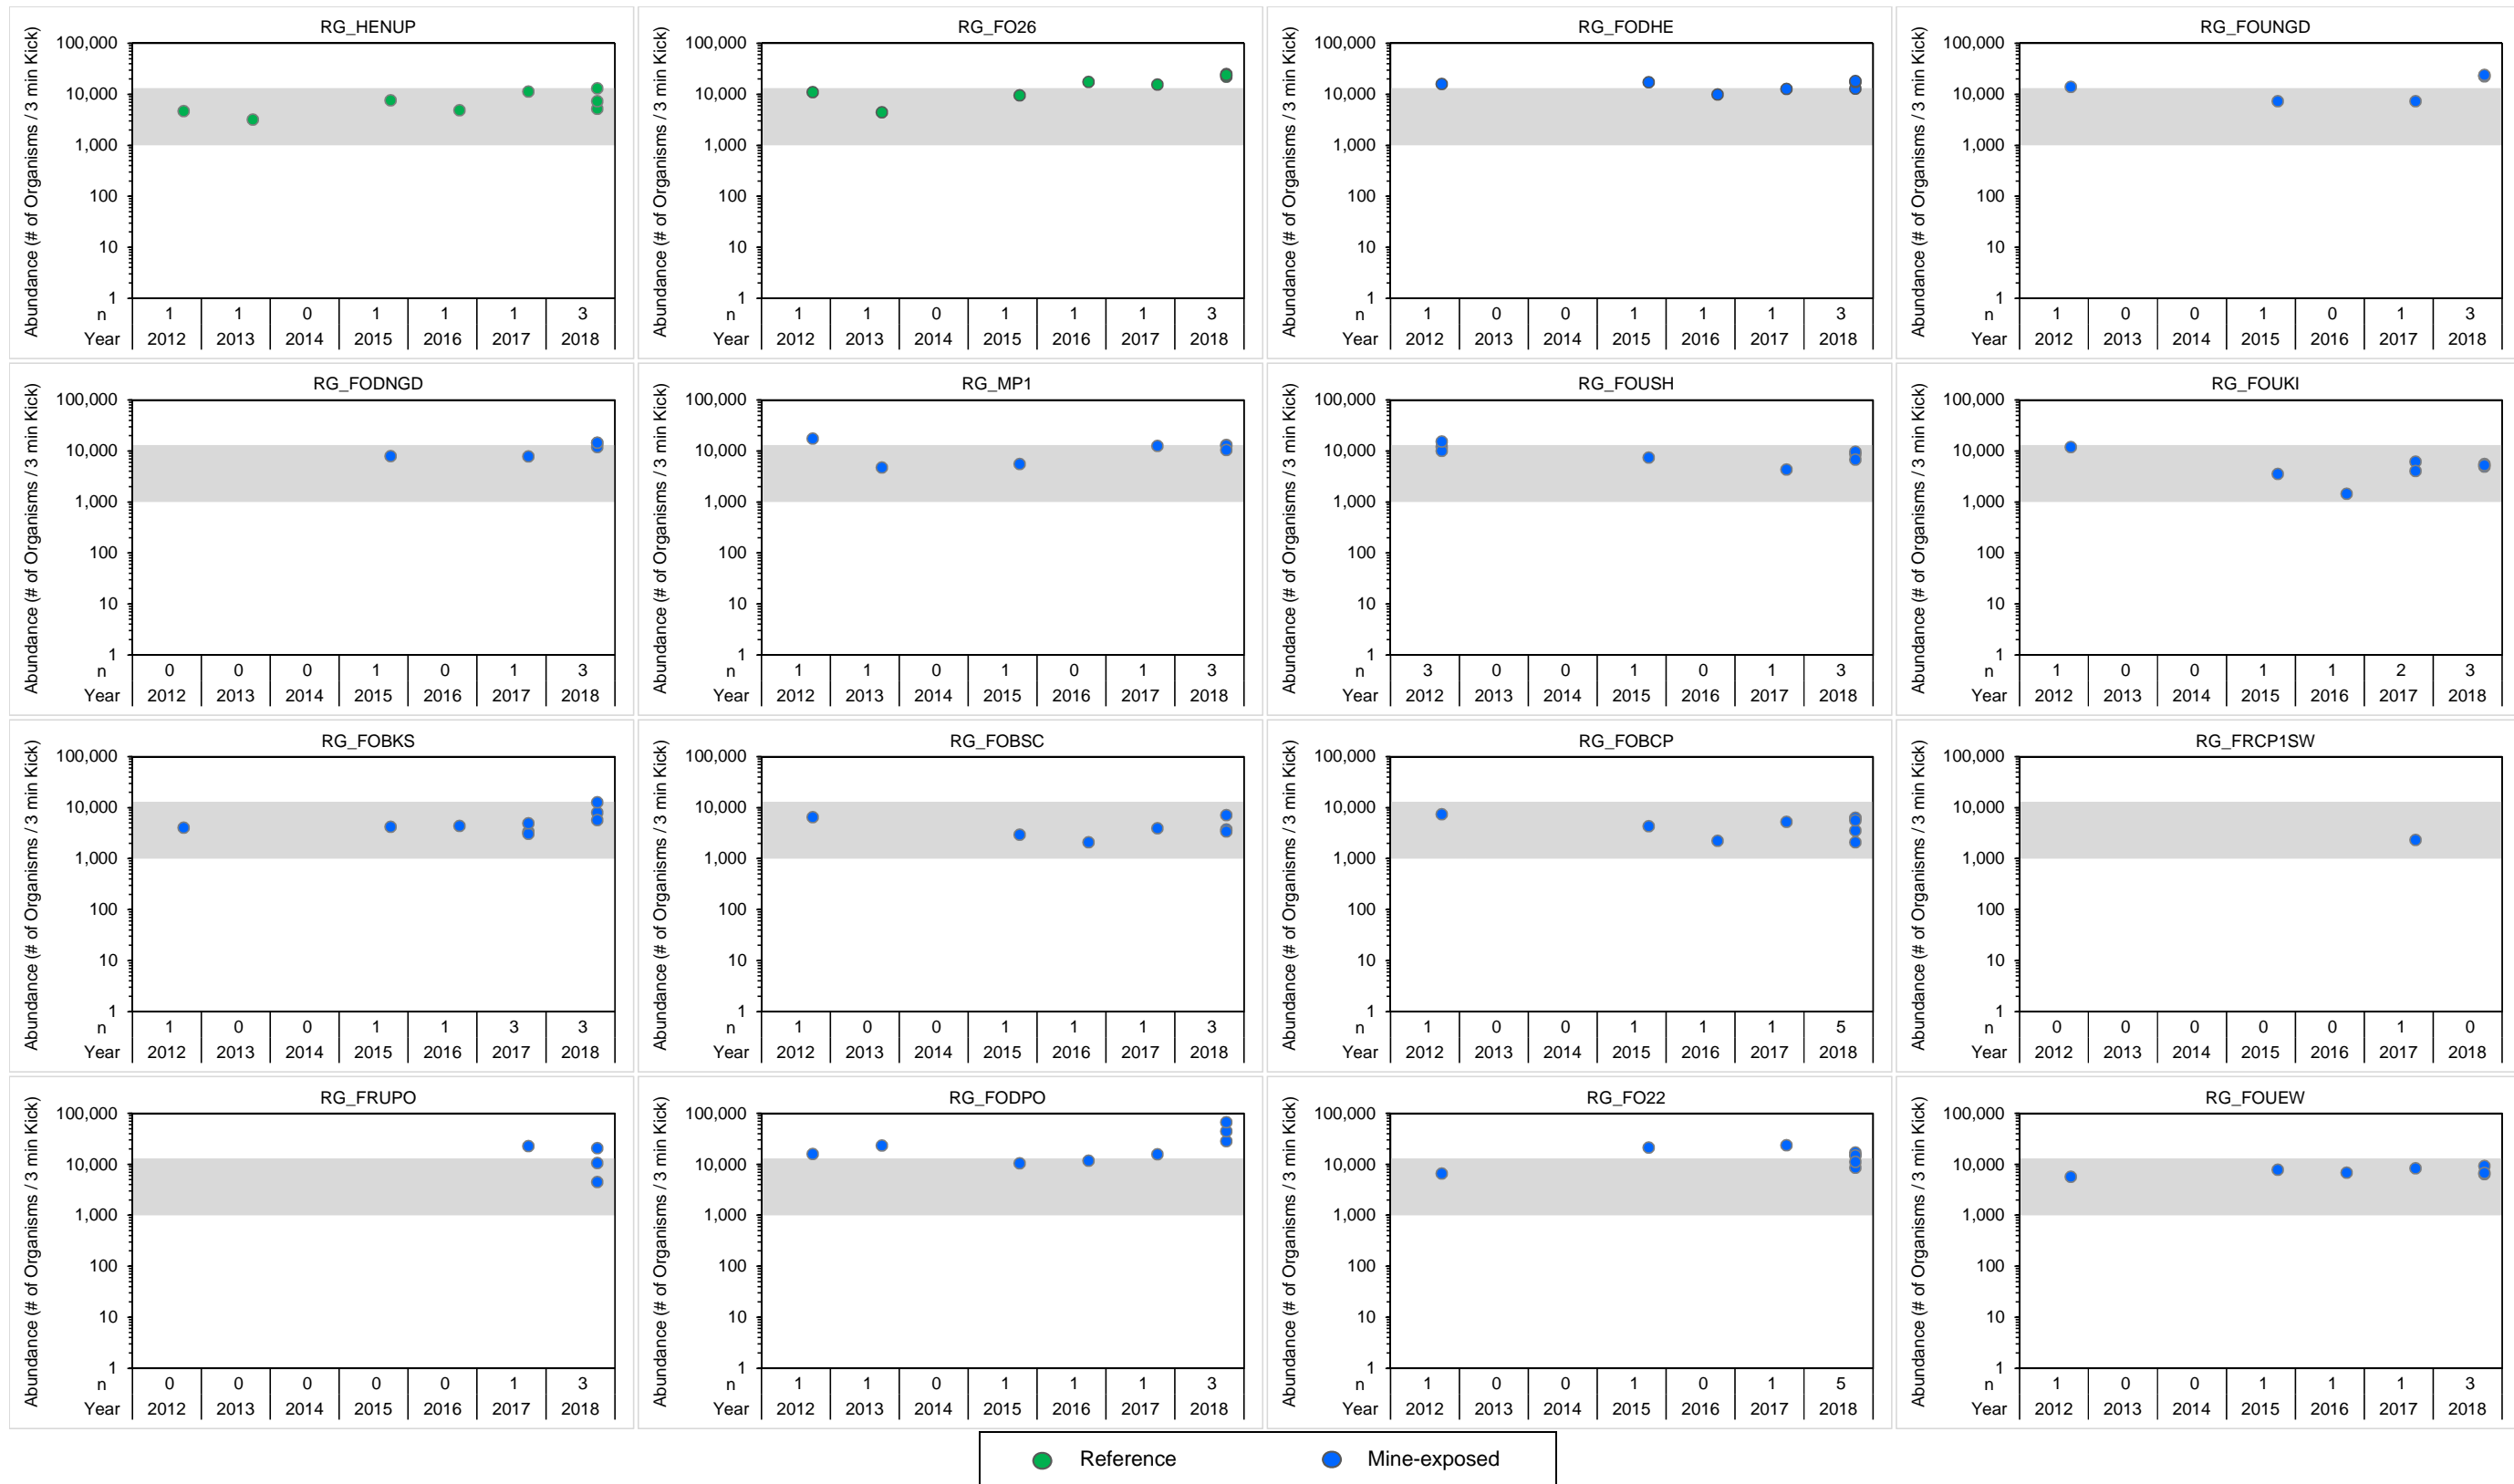 RG_HENUP
Abundance (# of Organisms / 3 min Kick)
100,000
10,000
1,000
100
10
1
n 1 1 0 1 1 1 3
Year 2012 2013 2014 2015 2016 2017 2018
RG_FO26
Abundance (# of Organisms / 3 min Kick)
100,000
10,000
1,000
100
10
1
n 1 1 0 1 1 1 3
Year 2012 2013 2014 2015 2016 2017 2018
RG_FODHE
Abundance (# of Organisms / 3 min Kick)
100,000
10,000
1,000
100
10
1
n 1 0 0 1 1 1 3
Year 2012 2013 2014 2015 2016 2017 2018
RG_FOUNGD
Abundance (# of Organisms / 3 min Kick)
100,000
10,000
1,000
100
10
1
n 1 0 0 1 0 1 3
Year 2012 2013 2014 2015 2016 2017 2018
RG_FODNGD
Abundance (# of Organisms / 3 min Kick)
100,000
10,000
1,000
100
10
1
n 0 0 0 1 0 1 3
Year 2012 2013 2014 2015 2016 2017 2018
RG_MP1
Abundance (# of Organisms / 3 min Kick)
100,000
10,000
1,000
100
10
1
n 1 1 0 1 0 1 3
Year 2012 2013 2014 2015 2016 2017 2018
RG_FOUSH
Abundance (# of Organisms / 3 min Kick)
100,000
10,000
1,000
100
10
1
n 3 0 0 1 0 1 3
Year 2012 2013 2014 2015 2016 2017 2018
RG_FOUKI
Abundance (# of Organisms / 3 min Kick)
100,000
10,000
1,000
100
10
1
n 1 0 0 1 1 2 3
Year 2012 2013 2014 2015 2016 2017 2018
RG_FOBKS
Abundance (# of Organisms / 3 min Kick)
100,000
10,000
1,000
100
10
1
n 1 0 0 1 1 3 3
Year 2012 2013 2014 2015 2016 2017 2018
RG_FOBSC
Abundance (# of Organisms / 3 min Kick)
100,000
10,000
1,000
100
10
1
n 1 0 0 1 1 1 3
Year 2012 2013 2014 2015 2016 2017 2018
RG_FOBCP
Abundance (# of Organisms / 3 min Kick)
100,000
10,000
1,000
100
10
1
n 1 0 0 1 1 1 5
Year 2012 2013 2014 2015 2016 2017 2018
RG_FRCP1SW
Abundance (# of Organisms / 3 min Kick)
100,000
10,000
1,000
100
10
1
n 0 0 0 0 0 1 0
Year 2012 2013 2014 2015 2016 2017 2018
RG_FRUPO
Abundance (# of Organisms / 3 min Kick)
100,000
10,000
1,000
100
10
1
n 0 0 0 0 0 1 3
Year 2012 2013 2014 2015 2016 2017 2018
RG_FODPO
Abundance (# of Organisms / 3 min Kick)
100,000
10,000
1,000
100
10
1
n 1 1 0 1 1 1 3
Year 2012 2013 2014 2015 2016 2017 2018
RG_FO22
Abundance (# of Organisms / 3 min Kick)
100,000
10,000
1,000
100
10
1
n 1 0 0 1 0 1 5
Year 2012 2013 2014 2015 2016 2017 2018
RG_FOUEW
Abundance (# of Organisms / 3 min Kick)
100,000
10,000
1,000
100
10
1
n 1 0 0 1 1 1 3
Year 2012 2013 2014 2015 2016 2017 2018
Reference Mine-exposed